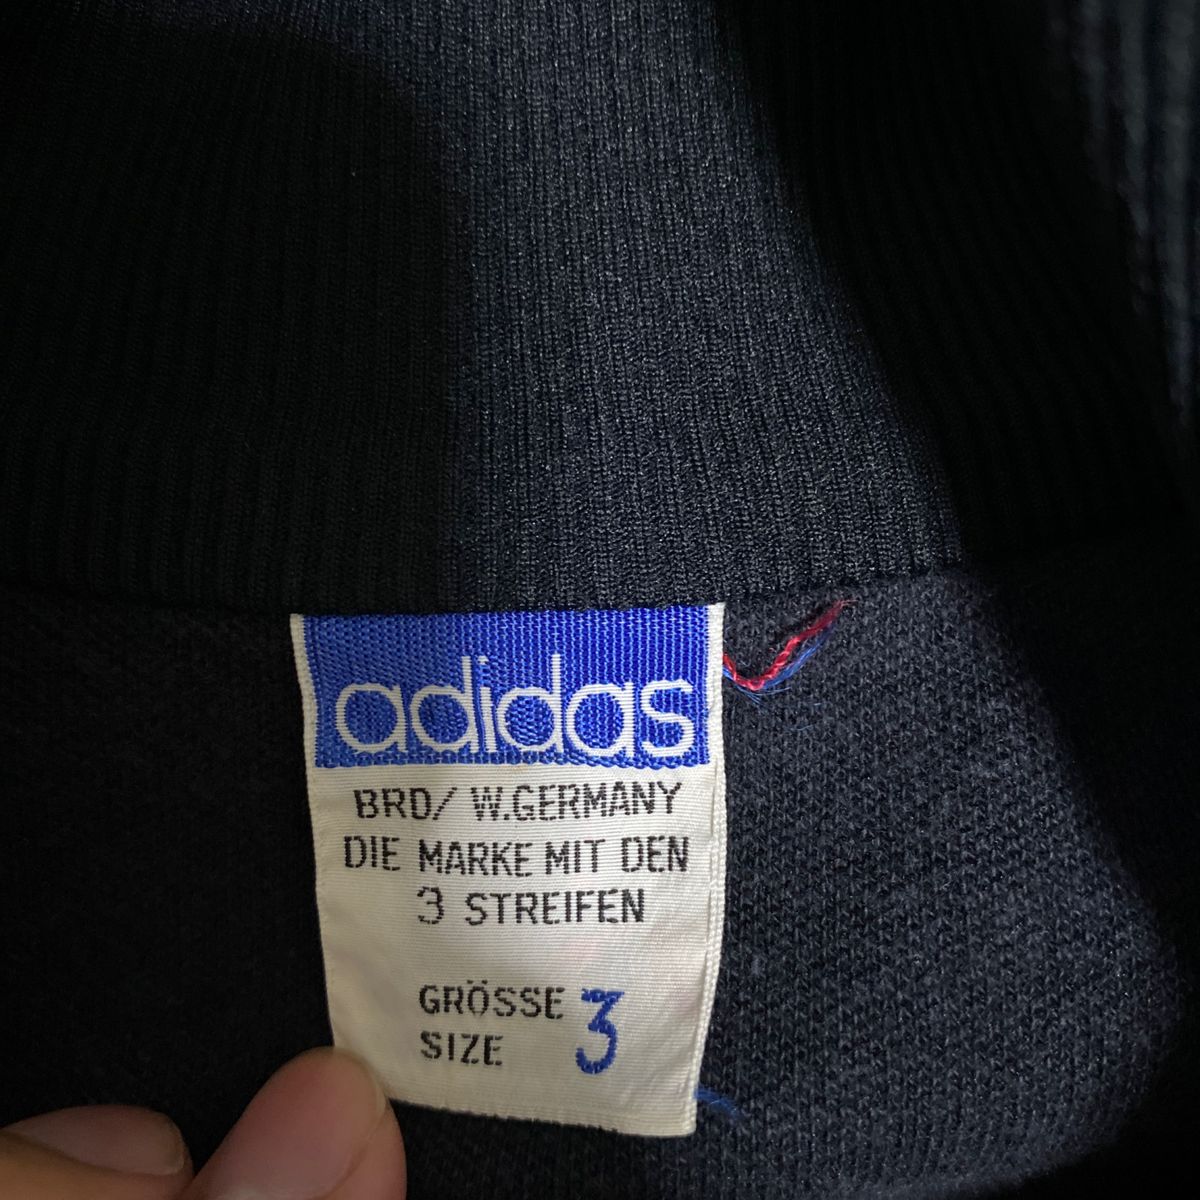 adidas
BRD/ W.GERMANY
DIE MARKE MIT DEN
3 STREIFEN
GRÖSSE 3
SIZE